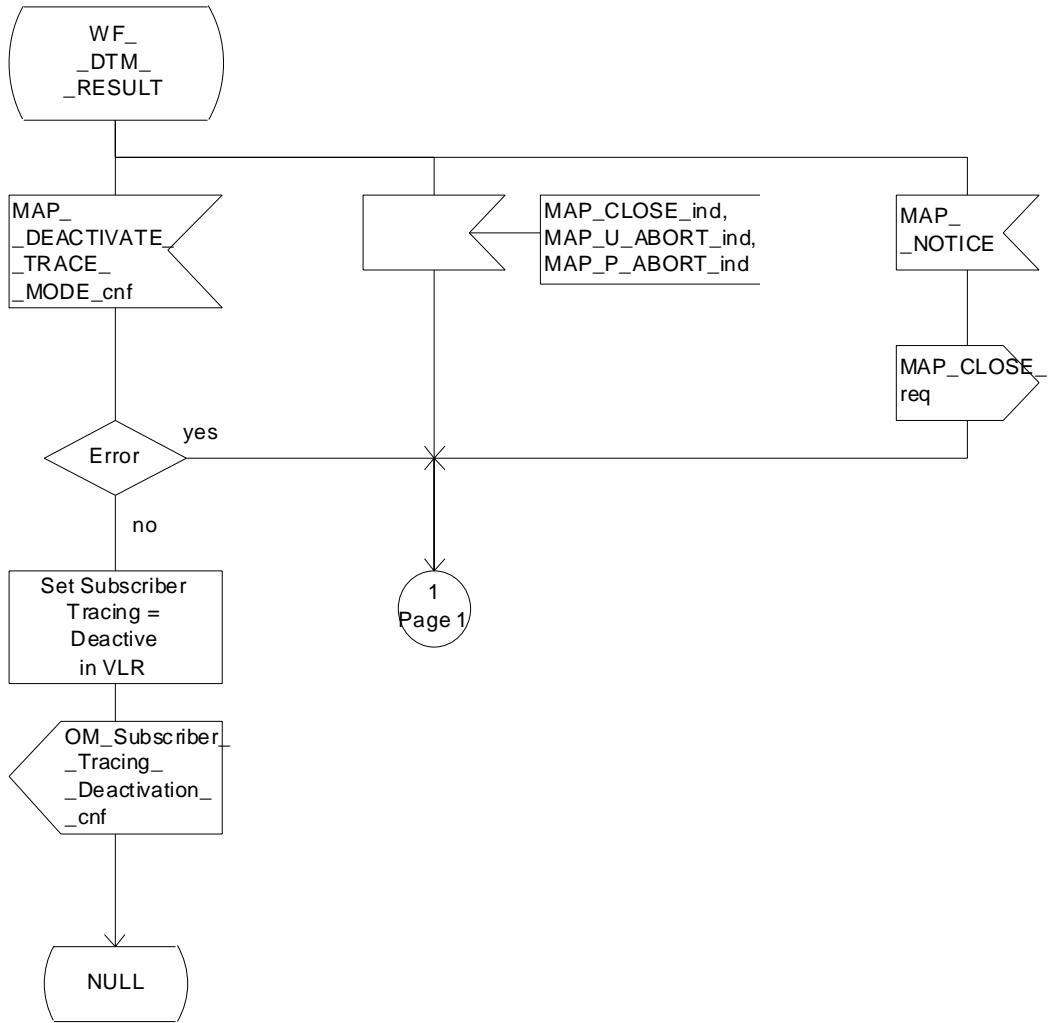 WF_
_DTM_
_RESULT
MAP_
_DEACTIVATE_
_TRACE_
_MODE_cnf
MAP_CLOSE_ind,
MAP_U_ABORT_ind,
MAP_P_ABORT_ind
MAP_
_NOTICE
MAP_CLOSE_
req
Error
yes
no
Set Subscriber
Tracing =
Deactive
in VLR
1
Page 1
OM_Subscriber_
_Tracing_
_Deactivation_
_cnf
NULL